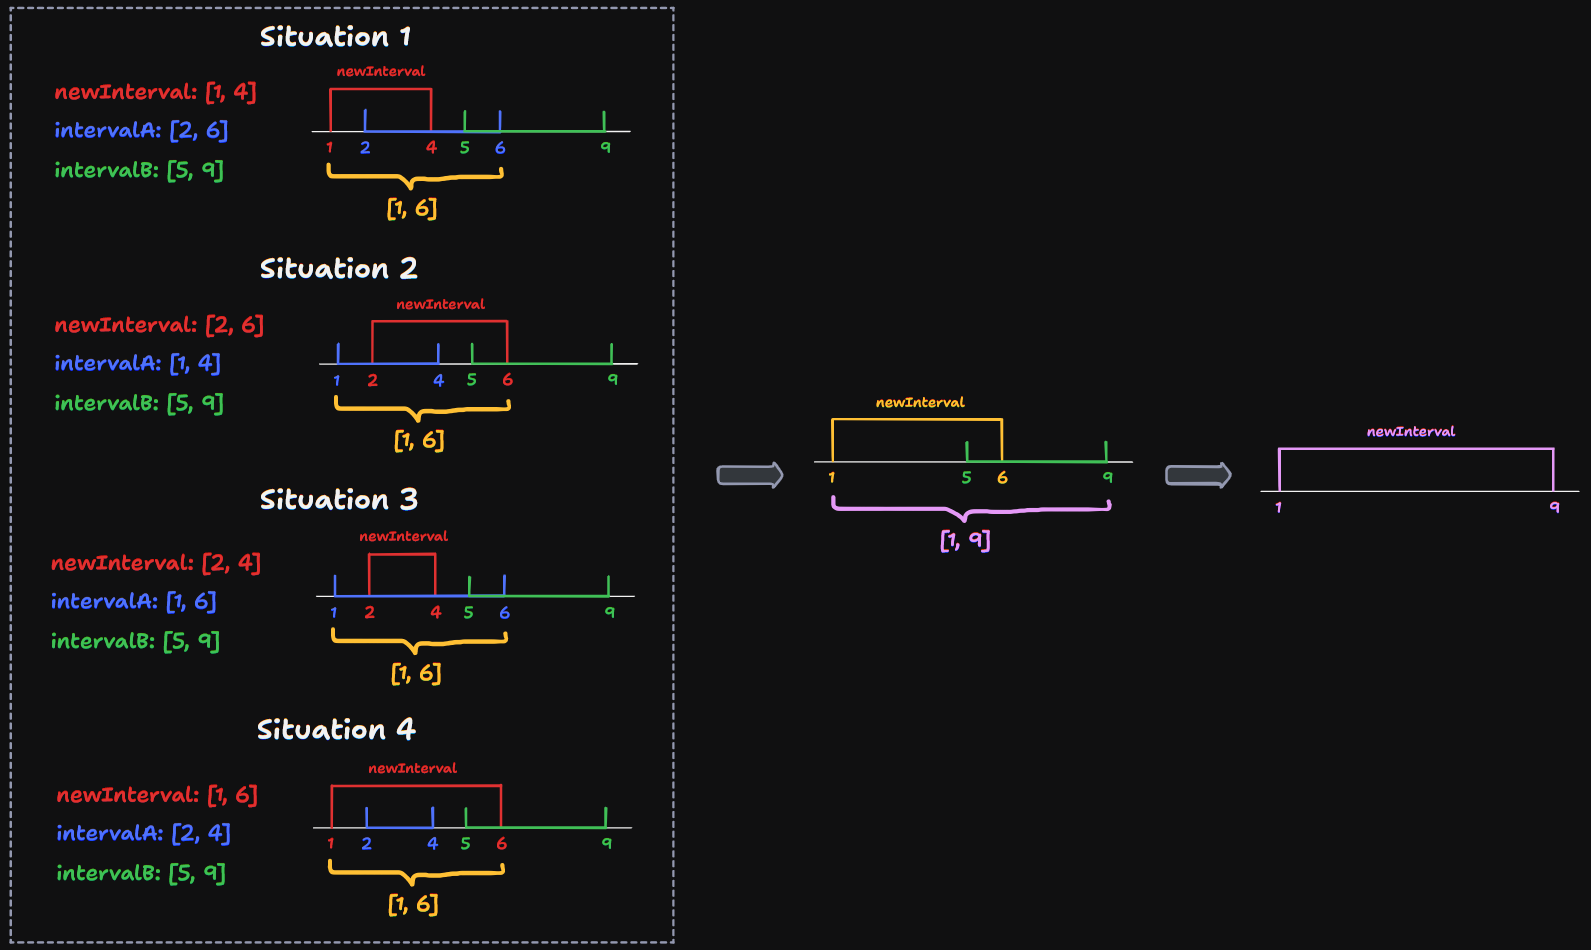 Situation 1
newInterval
newInterval: [1, 4]
intervalA: [2, 6]
intervalB: [5, 9]
1 2 4 5 6 9
[1, 6]
Situation 2
newInterval
newInterval: [2, 6]
intervalA: [1, 4]
intervalB: [5, 9]
1 2 4 5 6 9
[1, 6]
Situation 3
newInterval
newInterval: [2, 4]
intervalA: [1, 6]
intervalB: [5, 9]
1 2 4 5 6 9
[1, 6]
Situation 4
newInterval
newInterval: [1, 6]
intervalA: [2, 4]
intervalB: [5, 9]
1 2 4 5 6 9
[1, 6]
newInterval
1 5 6 9
[1, 9]
newInterval
1 9